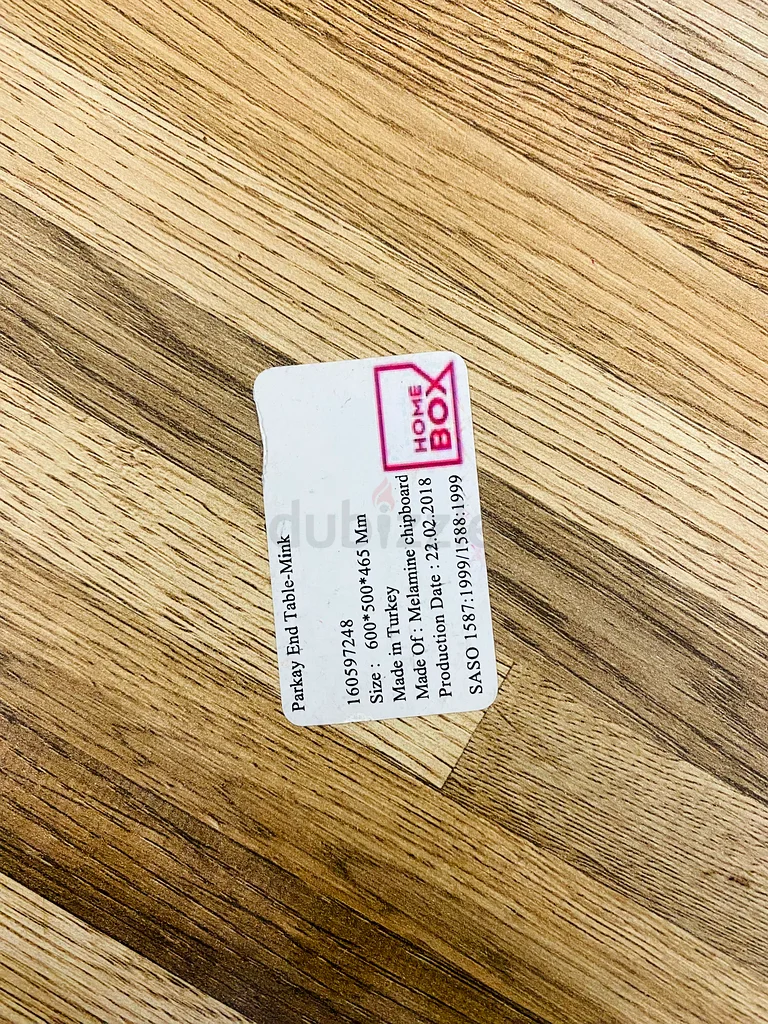 Parkay End Table-Mink
160597248
Size : 600*500*465 Mm
Made in Turkey
Made Of : Melamine chipboard
Production Date : 22.02.2018
SASO 1587:1999/1588:1999
HOME
BOX
dubizzle